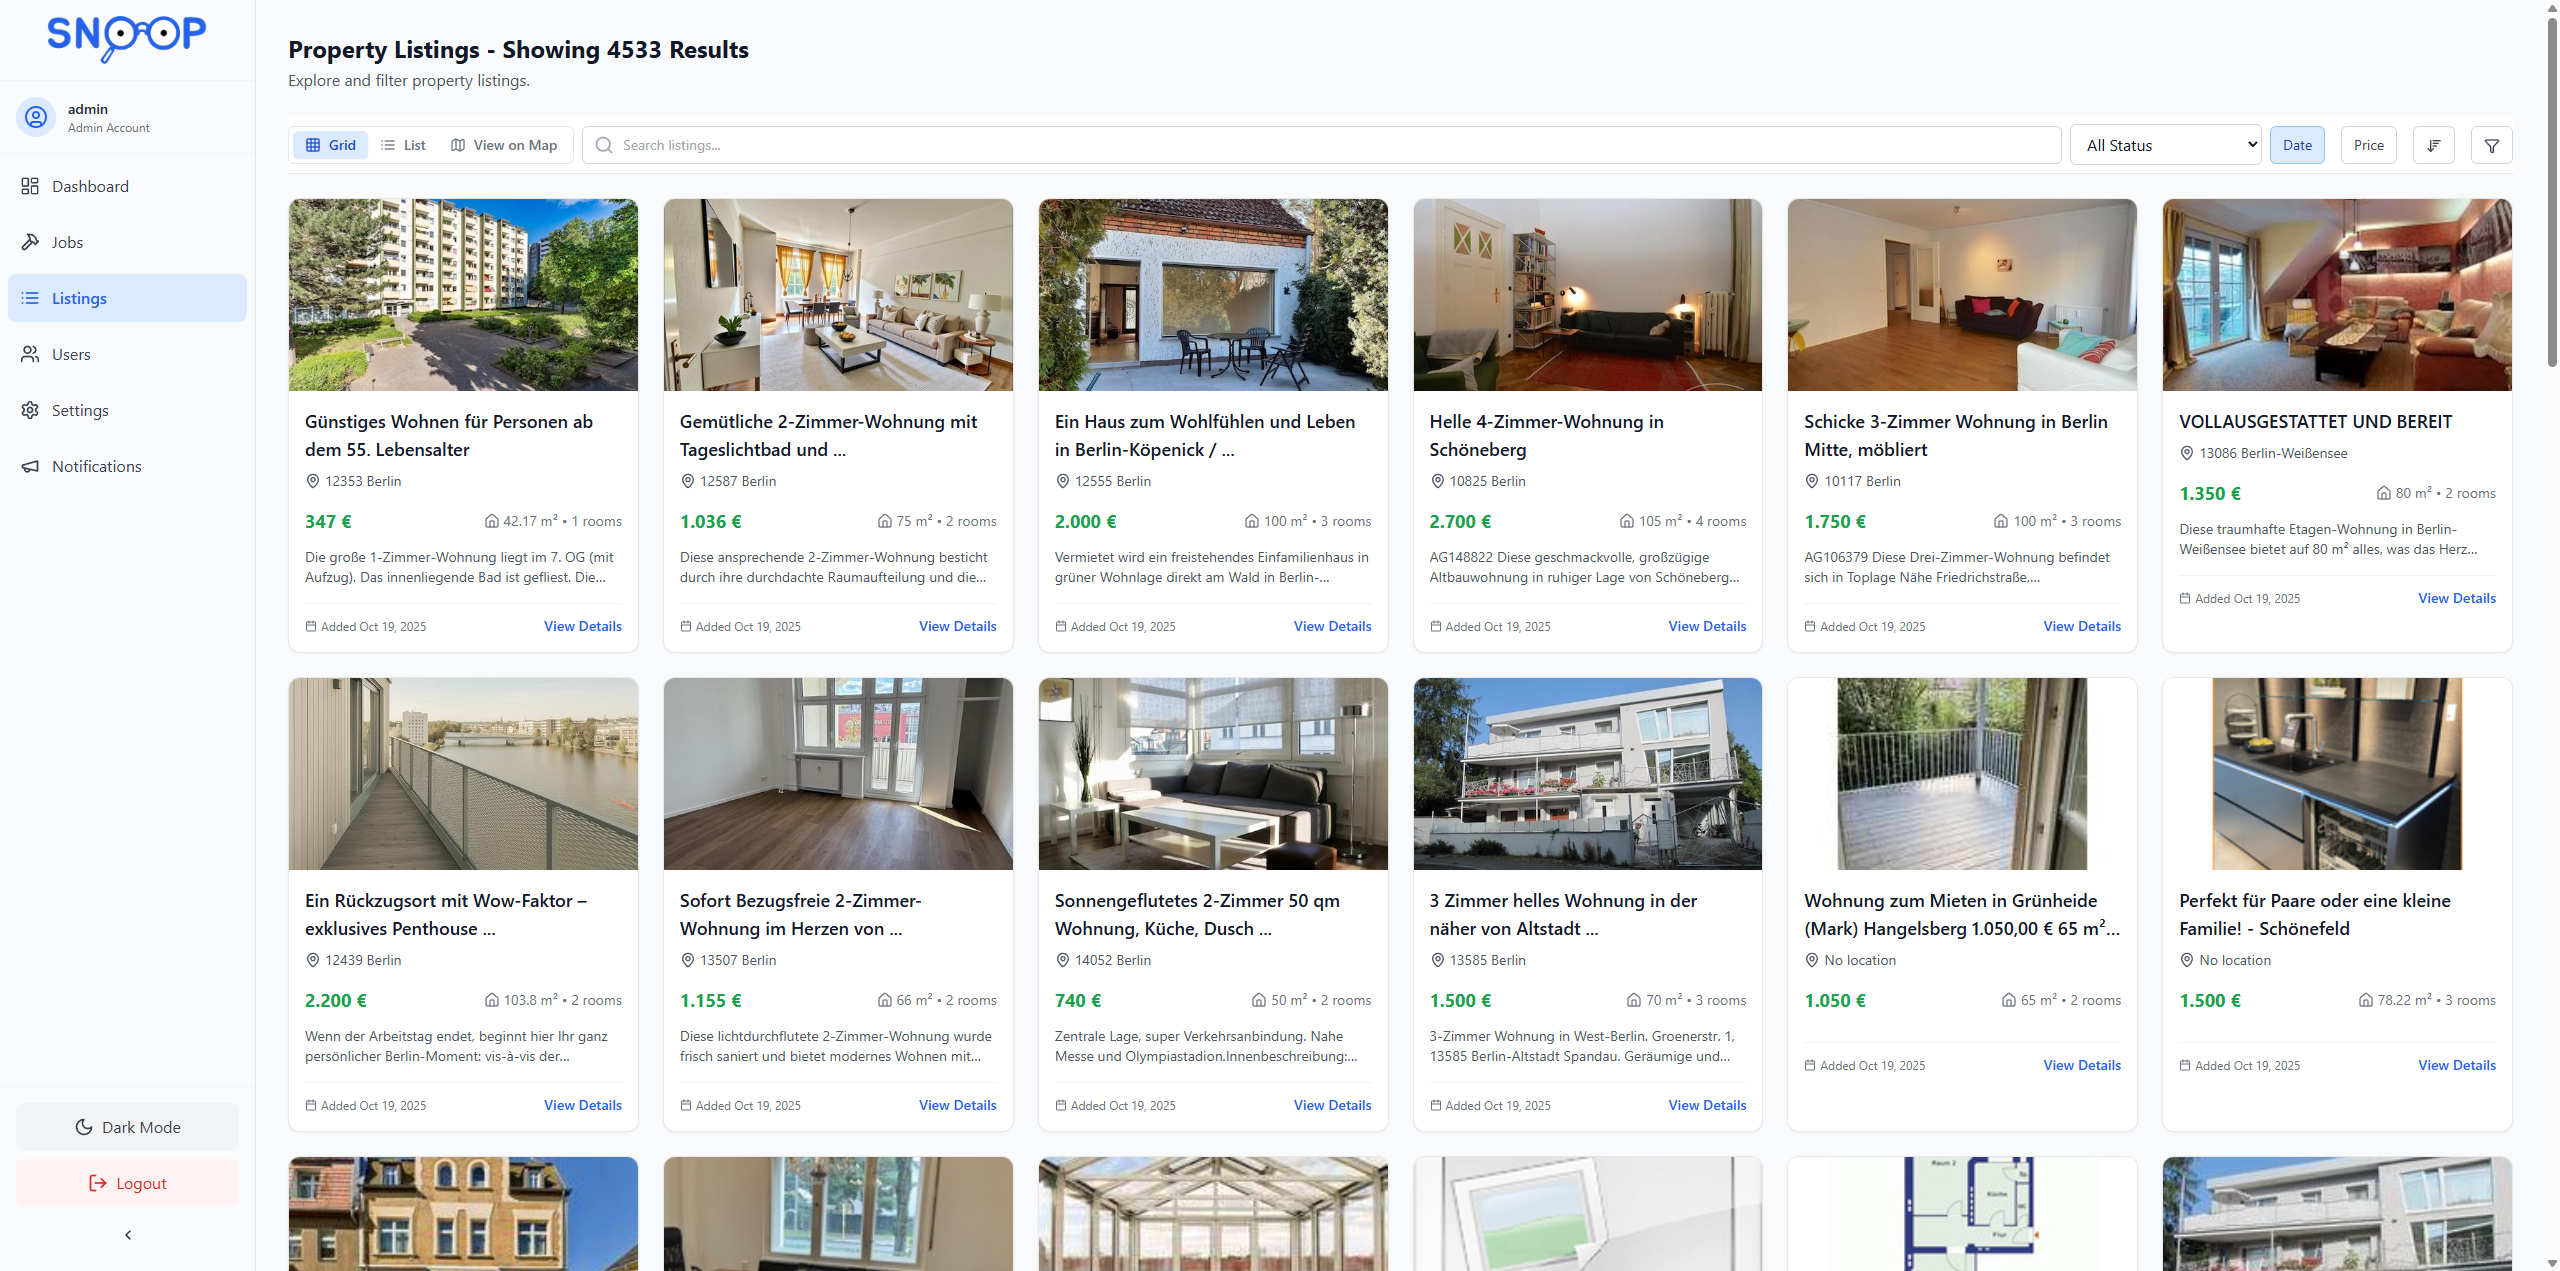 SNOOP
admin
Admin Account
Dashboard
Jobs
Listings
Users
Settings
Notifications
Dark Mode
Logout
Property Listings - Showing 4533 Results
Explore and filter property listings.
Grid
List
View on Map
Search listings...
All Status
Date
Price
Günstiges Wohnen für Personen ab
dem 55. Lebensalter
12353 Berlin
347 €
42.17 m² • 1 rooms
Die große 1-Zimmer-Wohnung liegt im 7. OG (mit
Aufzug). Das innenliegende Bad ist gefliest. Die...
Added Oct 19, 2025
View Details
Gemütliche 2-Zimmer-Wohnung mit
Tageslichtbad und ...
12587 Berlin
1.036 €
75 m² • 2 rooms
Diese ansprechende 2-Zimmer-Wohnung besticht
durch ihre durchdachte Raumaufteilung und die...
Added Oct 19, 2025
View Details
Ein Haus zum Wohlfühlen und Leben
in Berlin-Köpenick / ...
12555 Berlin
2.000 €
100 m² • 3 rooms
Vermietet wird ein freistehendes Einfamilienhaus in
grüner Wohnlage direkt am Wald in Berlin-...
Added Oct 19, 2025
View Details
Helle 4-Zimmer-Wohnung in
Schöneberg
10825 Berlin
2.700 €
105 m² • 4 rooms
AG148822 Diese geschmackvolle, großzügige
Altbauwohnung in ruhiger Lage von Schöneberg...
Added Oct 19, 2025
View Details
Schicke 3-Zimmer Wohnung in Berlin
Mitte, möbliert
10117 Berlin
1.750 €
100 m² • 3 rooms
AG106379 Diese Drei-Zimmer-Wohnung befindet
sich in Toplage Nähe Friedrichstraße,...
Added Oct 19, 2025
View Details
VOLLAUSGESTATTET UND BEREIT
13086 Berlin-Weißensee
1.350 €
80 m² • 2 rooms
Diese traumhafte Etagen-Wohnung in Berlin-
Weißensee bietet auf 80 m² alles, was das Herz...
Added Oct 19, 2025
View Details
Ein Rückzugsort mit Wow-Faktor –
exklusives Penthouse ...
12439 Berlin
2.200 €
103.8 m² • 2 rooms
Wenn der Arbeitstag endet, beginnt hier Ihr ganz
persönlicher Berlin-Moment: vis-à-vis der...
Added Oct 19, 2025
View Details
Sofort Bezugsfreie 2-Zimmer-
Wohnung im Herzen von ...
13507 Berlin
1.155 €
66 m² • 2 rooms
Diese lichtdurchflutete 2-Zimmer-Wohnung wurde
frisch saniert und bietet modernes Wohnen mit...
Added Oct 19, 2025
View Details
Sonnengeflutetes 2-Zimmer 50 qm
Wohnung, Küche, Dusch ...
14052 Berlin
740 €
50 m² • 2 rooms
Zentrale Lage, super Verkehrsanbindung. Nahe
Messe und Olympiastadion.Innenbeschreibung:...
Added Oct 19, 2025
View Details
3 Zimmer helles Wohnung in der
näher von Altstadt ...
13585 Berlin
1.500 €
70 m² • 3 rooms
3-Zimmer Wohnung in West-Berlin. Groenerstr. 1,
13585 Berlin-Altstadt Spandau. Geräumige und...
Added Oct 19, 2025
View Details
Wohnung zum Mieten in Grünheide
(Mark) Hangelsberg 1.050,00 € 65 m²...
No location
1.050 €
65 m² • 2 rooms
Added Oct 19, 2025
View Details
Perfekt für Paare oder eine kleine
Familie! - Schönefeld
No location
1.500 €
78.22 m² • 3 rooms
Added Oct 19, 2025
View Details
Raum 2
Küche
Flur